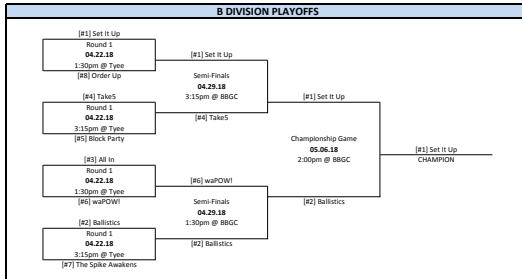 B DIVISION PLAYOFFS
[#1] Set It Up
Round 1
04.22.18
1:30pm @ Tyee
[#8] Order Up
[#4] Take5
Round 1
04.22.18
3:15pm @ Tyee
[#5] Block Party
[#3] All In
Round 1
04.22.18
1:30pm @ Tyee
[#6] waPOW!
[#2] Ballistics
Round 1
04.22.18
3:15pm @ Tyee
[#7] The Spike Awakens
[#1] Set It Up
Semi-Finals
04.29.18
3:15pm @ BBGC
[#4] Take5
[#6] waPOW!
Semi-Finals
04.29.18
1:30pm @ BBGC
[#2] Ballistics
[#1] Set It Up
Championship Game
05.06.18
2:00pm @ BBGC
[#2] Ballistics
[#1] Set It Up
CHAMPION